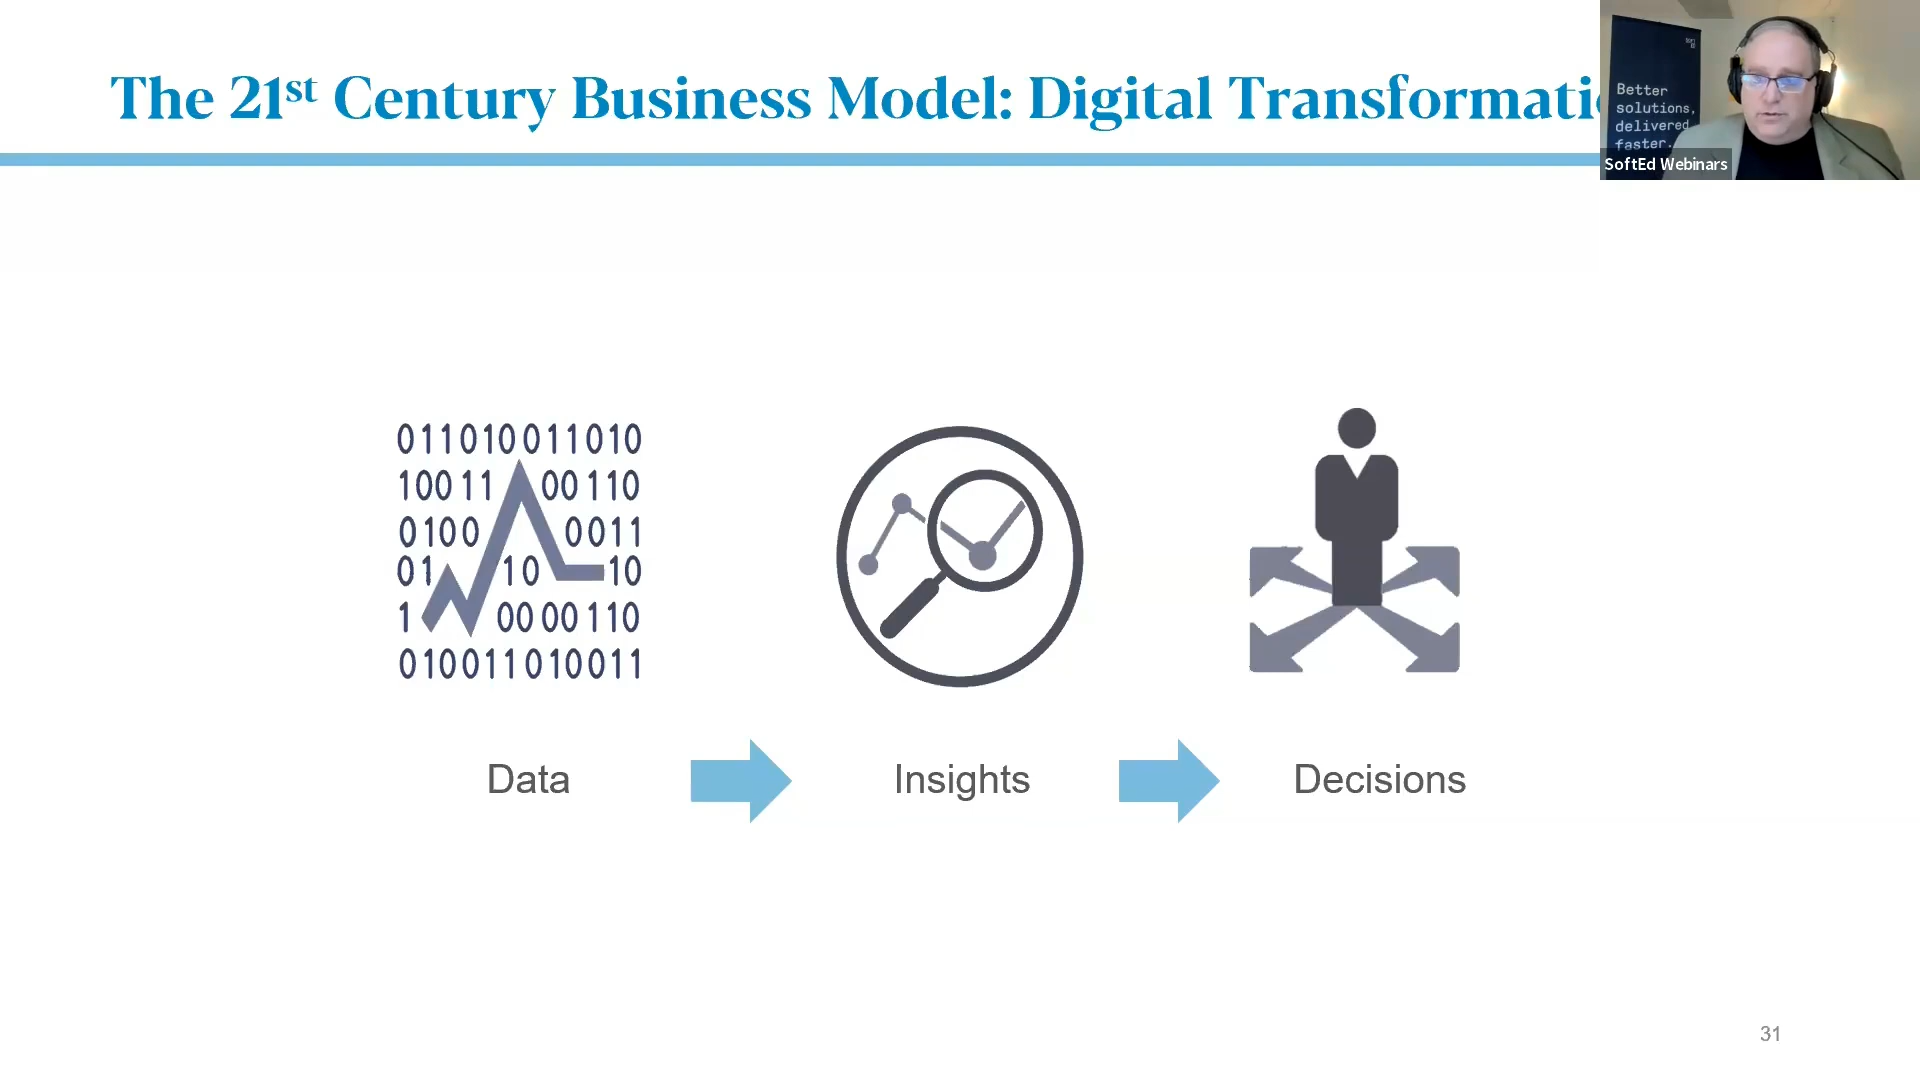 The 21st Century Business Model: Digital Transformati
Better
solutions,
delivered
faster.
SoftEd Webinars
011010011010
10011 00110
0100 0011
01 10 10
1 0000110
010011010011
Data
Insights
Decisions
31